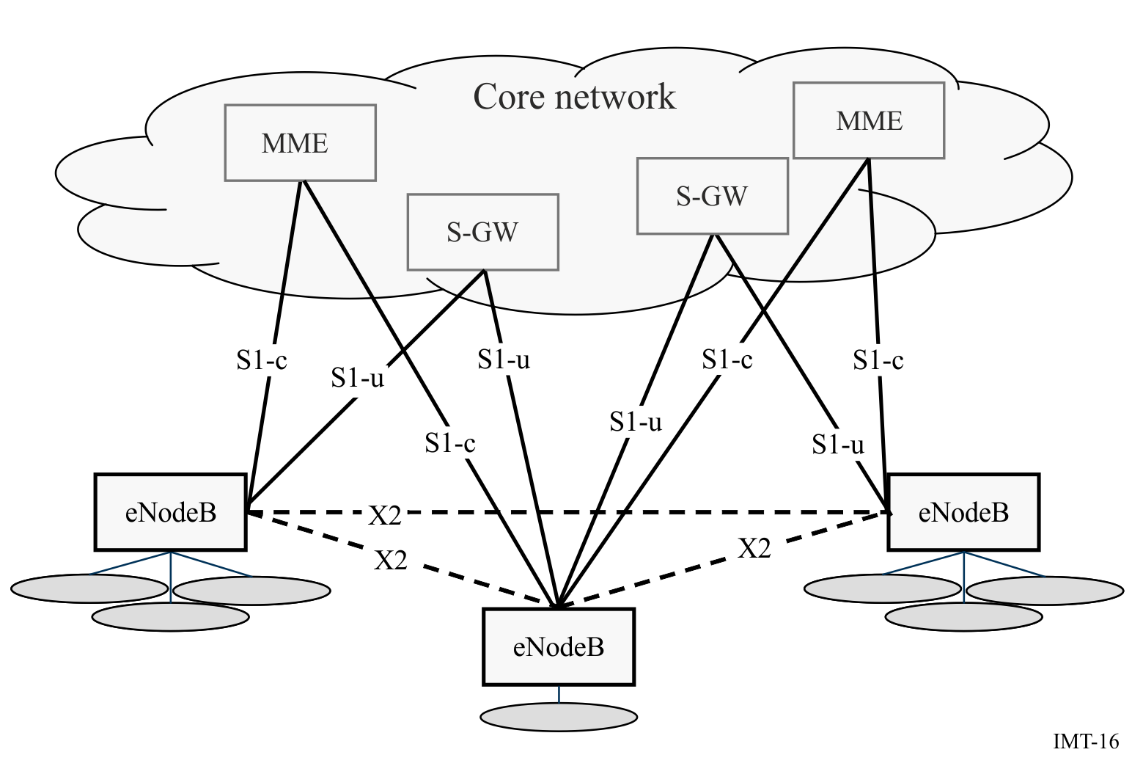 Core network
MME
MME
S-GW
S-GW
S1-c
S1-u
S1-u
S1-c
S1-c
S1-u
S1-c
S1-u
eNodeB
X2
eNodeB
X2
X2
eNodeB
IMT-16